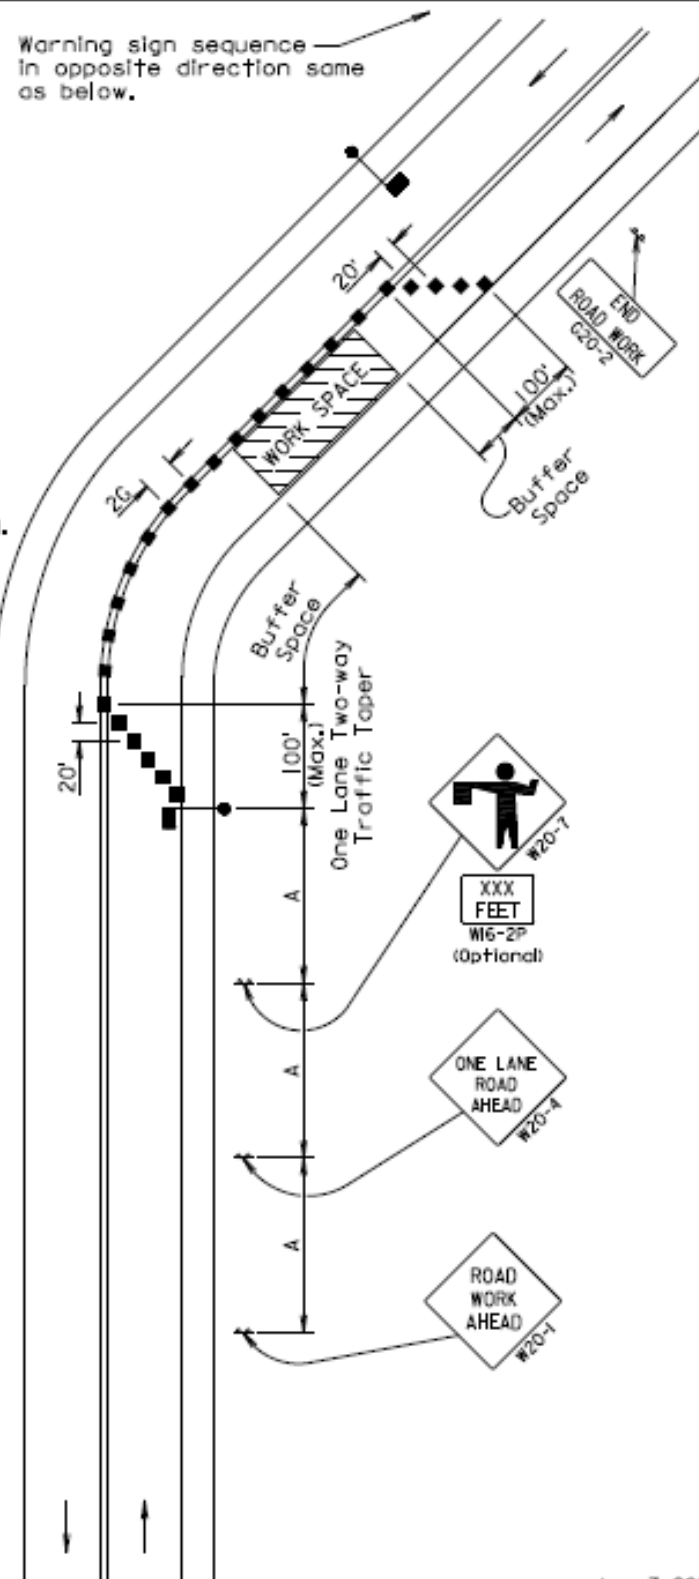 Warning sign sequence
in opposite direction same
as below.
20'
END
ROAD WORK
G20-2
100'
(Max.)
WORK SPACE
Buffer
Space
2G
Buffer
Space
One Lane Two-way
Traffic Taper
100'
(Max.)
20'
W20-7
XXX
FEET
W16-2P
(Optional)
A
A
ONE LANE
ROAD
AHEAD
W20-4
A
ROAD
WORK
AHEAD
W20-1